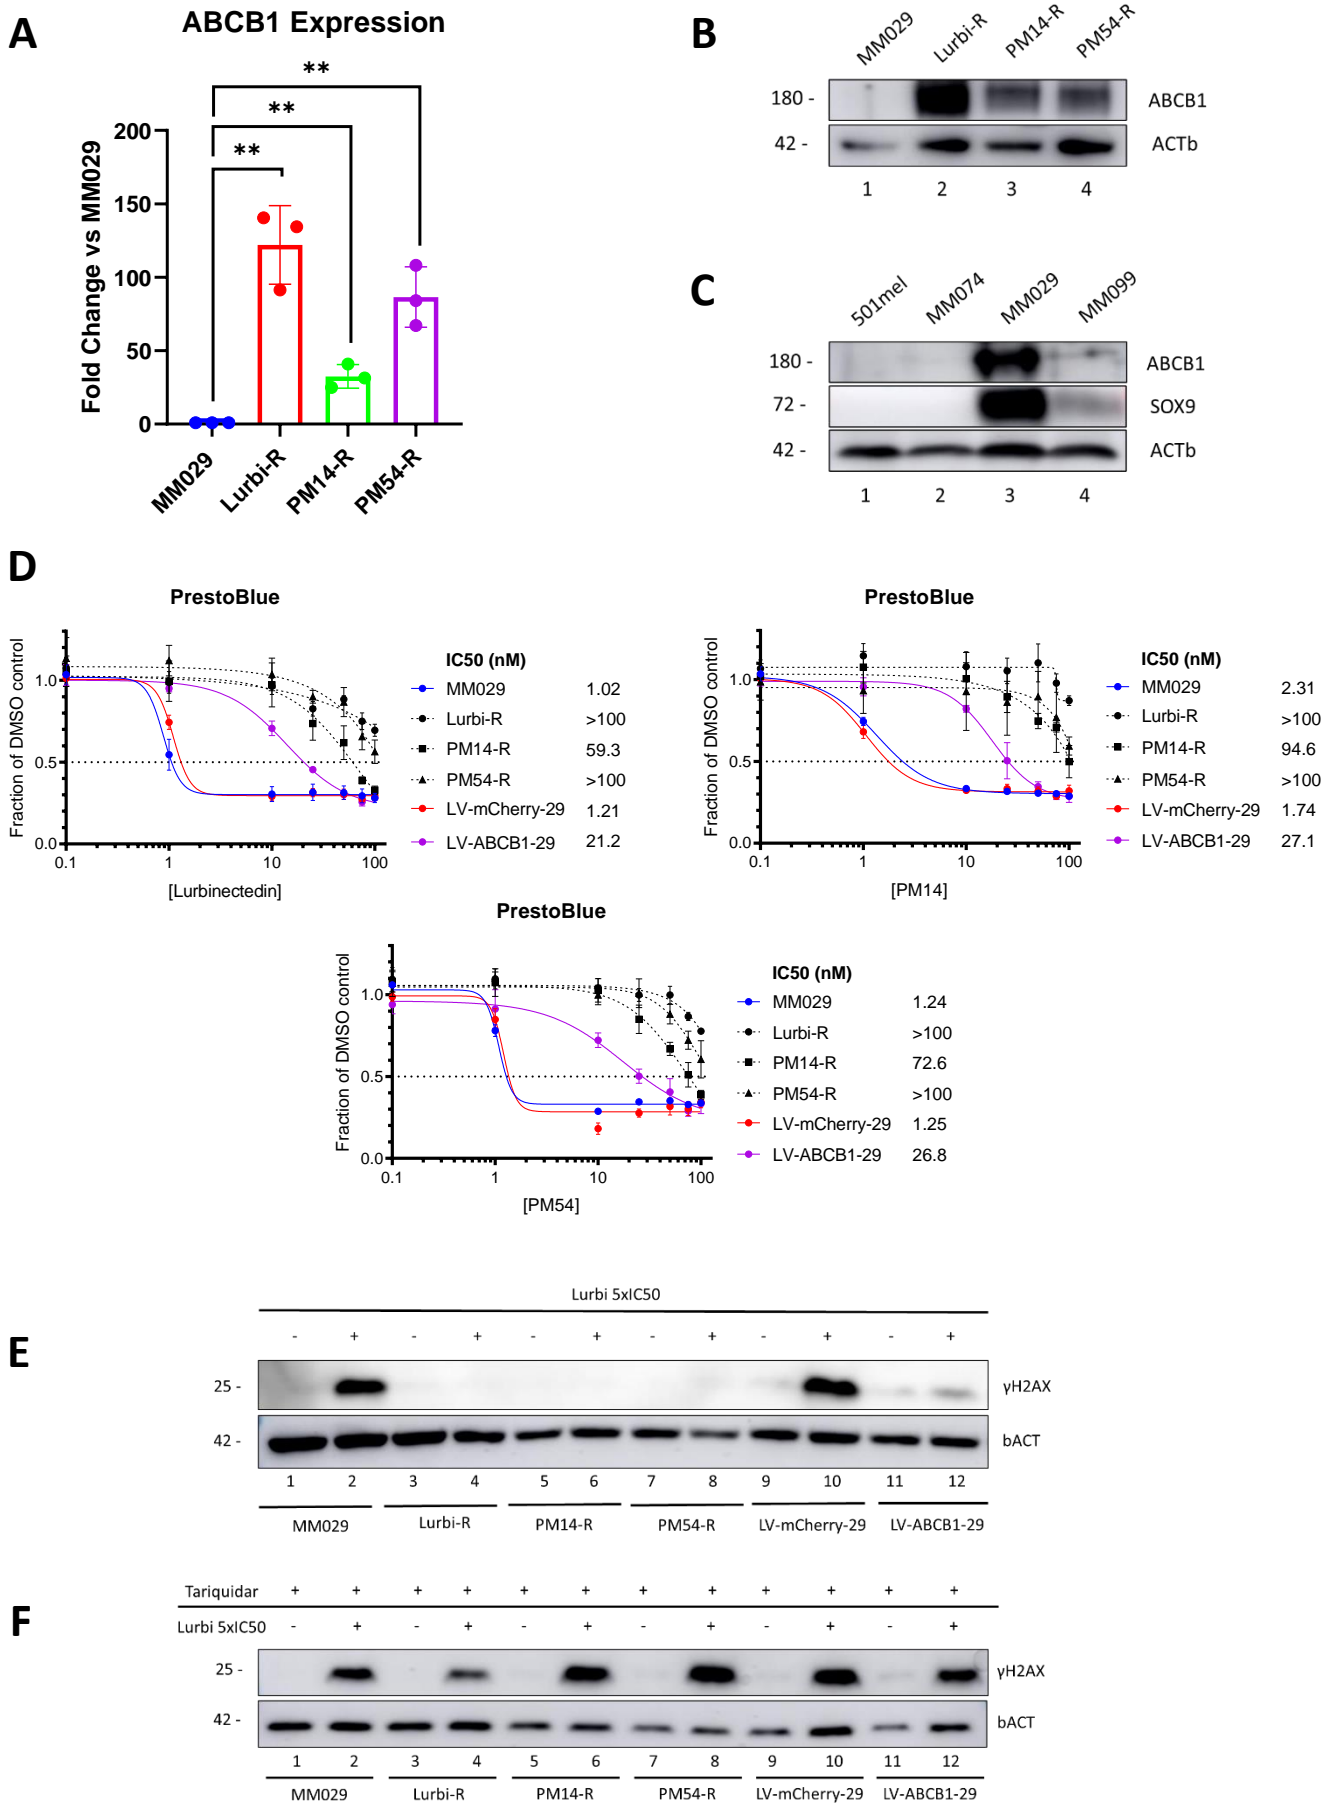 A
ABCB1 Expression
**
**
**
Fold Change vs MM029
200
150
100
50
0
MM029
Lurbi-R
PM14-R
PM54-R
B
MM029
Lurbi-R
PM14-R
PM54-R
180 -
ABCB1
42 -
ACTb
1 2 3 4
C
501mel
MM074
MM029
MM099
180 -
ABCB1
72 -
SOX9
42 -
ACTb
1 2 3 4
D
PrestoBlue
Fraction of DMSO control
1.0
0.5
0.0
0.1 1 10 100
[Lurbinectedin]
IC50 (nM)
MM029 1.02
Lurbi-R >100
PM14-R 59.3
PM54-R >100
LV-mCherry-29 1.21
LV-ABCB1-29 21.2
PrestoBlue
Fraction of DMSO control
1.0
0.5
0.0
0.1 1 10 100
[PM14]
IC50 (nM)
MM029 2.31
Lurbi-R >100
PM14-R 94.6
PM54-R >100
LV-mCherry-29 1.74
LV-ABCB1-29 27.1
PrestoBlue
Fraction of DMSO control
1.0
0.5
0.0
0.1 1 10 100
[PM54]
IC50 (nM)
MM029 1.24
Lurbi-R >100
PM14-R 72.6
PM54-R >100
LV-mCherry-29 1.25
LV-ABCB1-29 26.8
E
Lurbi 5xIC50
- + - + - + - + - + - +
25 -
γH2AX
42 -
bACT
1 2 3 4 5 6 7 8 9 10 11 12
MM029 Lurbi-R PM14-R PM54-R LV-mCherry-29 LV-ABCB1-29
F
Tariquidar + + + + + + + + + + + +
Lurbi 5xIC50 - + - + - + - + - + - +
25 -
γH2AX
42 -
bACT
1 2 3 4 5 6 7 8 9 10 11 12
MM029 Lurbi-R PM14-R PM54-R LV-mCherry-29 LV-ABCB1-29